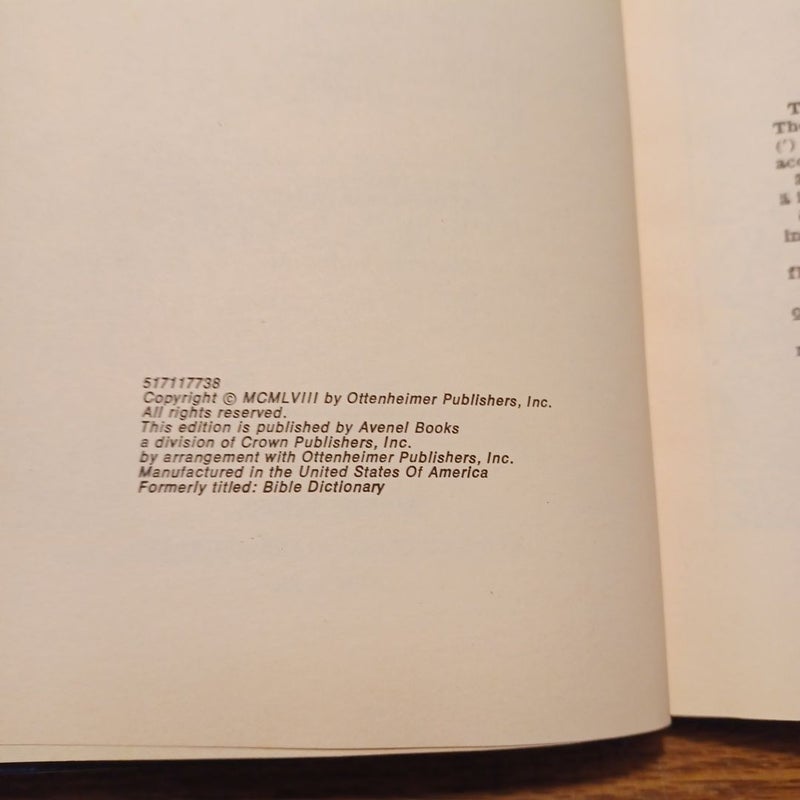 517117738
Copyright © MCMLVIII by Ottenheimer Publishers, Inc.
All rights reserved.
This edition is published by Avenel Books
a division of Crown Publishers, Inc.
by arrangement with Ottenheimer Publishers, Inc.
Manufactured in the United States Of America
Formerly titled: Bible Dictionary